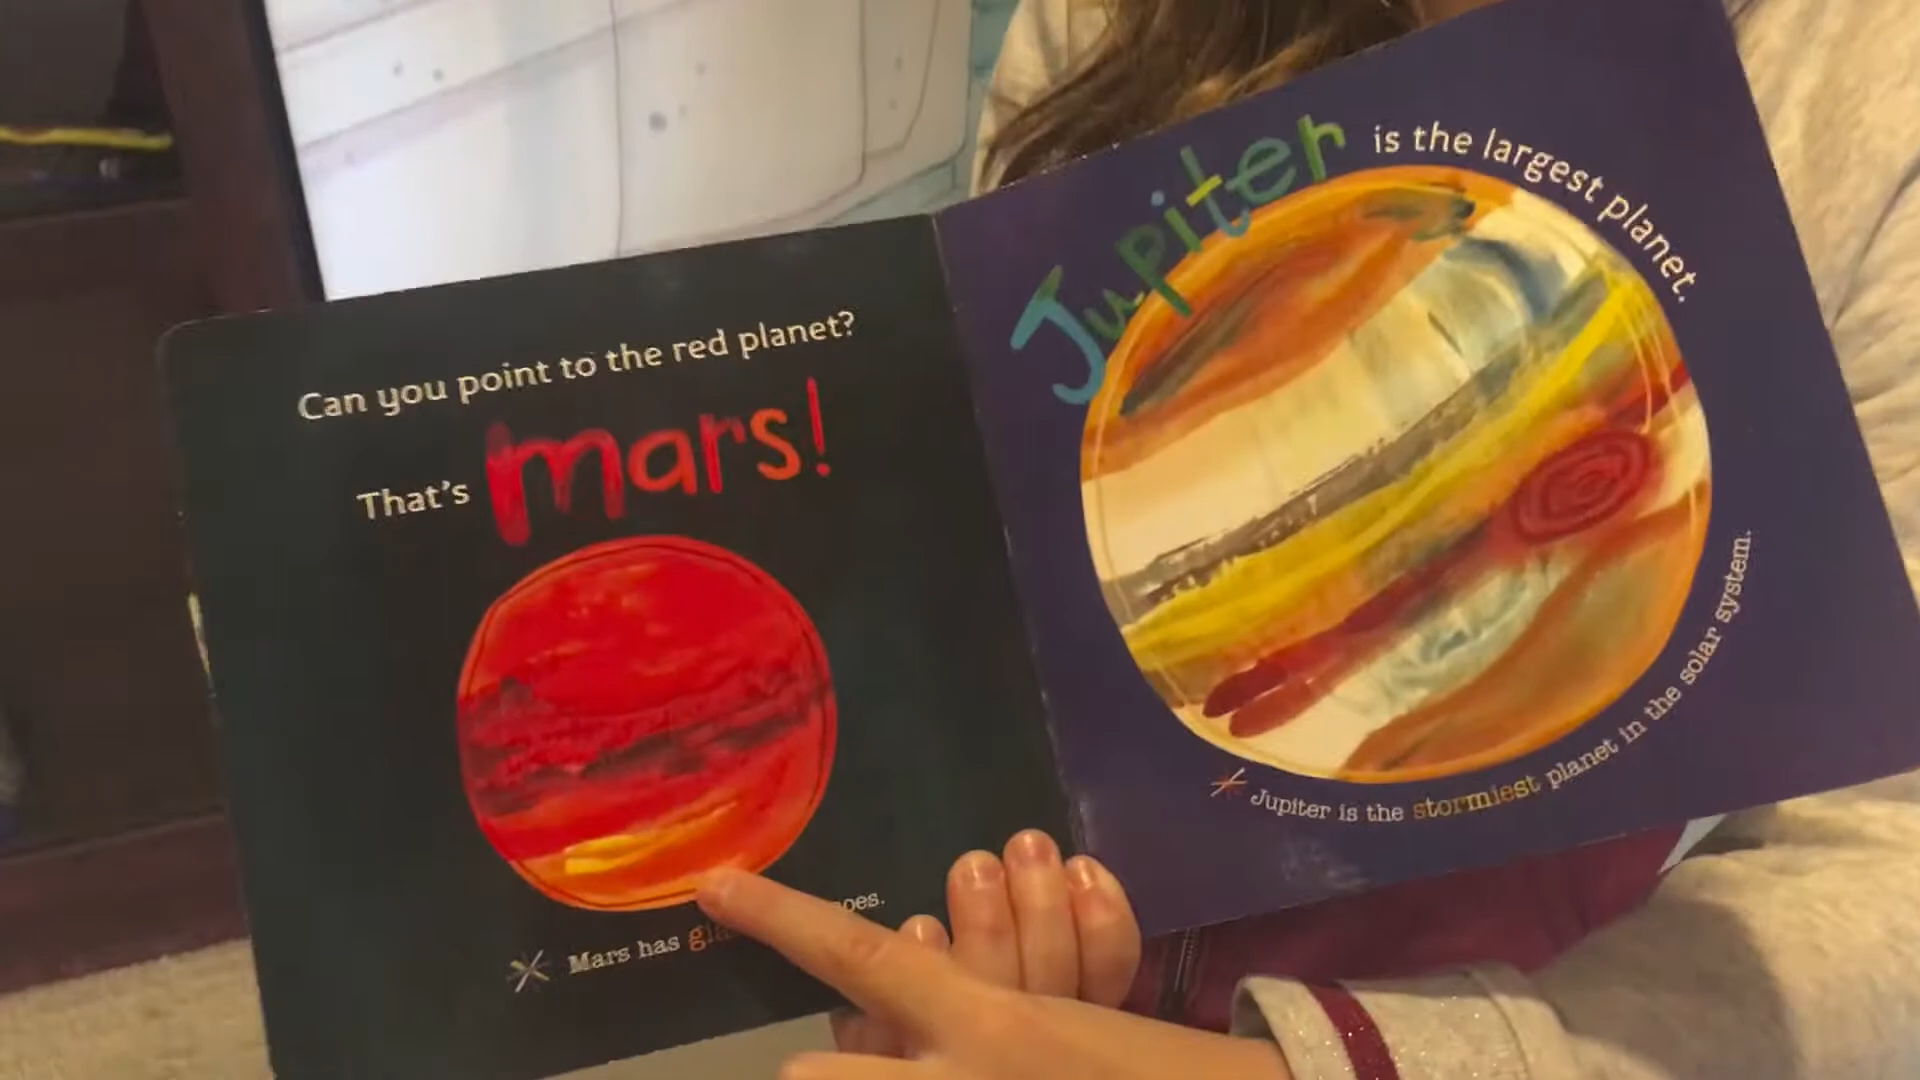 Can you point to the red planet?
That's mars!
Mars has
Jupiter is the largest planet.
Jupiter is the stormiest planet in the solar system.